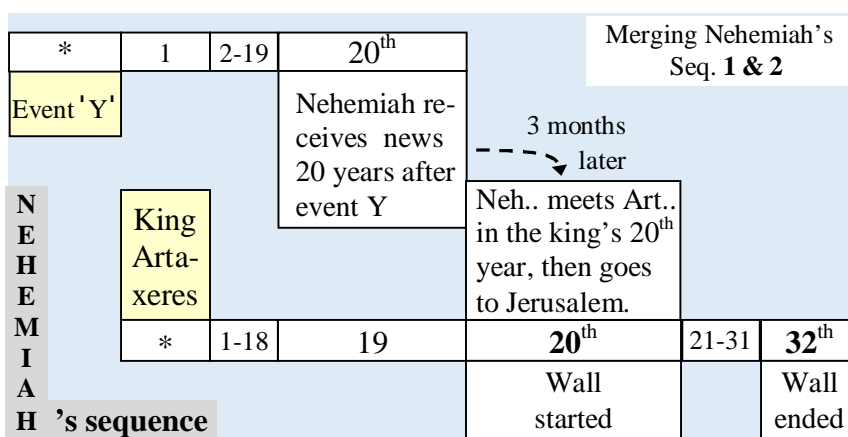 * 1 2-19 20th
Merging Nehemiah's
Seq. 1 & 2
Event 'Y'
Nehemiah re-
ceives news
20 years after
event Y
3 months
later
NEHEMIAH
's sequence
King
Arta-
xeres
Neh.. meets Art..
in the king's 20th
year, then goes
to Jerusalem.
* 1-18 19 20th 21-31 32th
Wall
started
Wall
ended